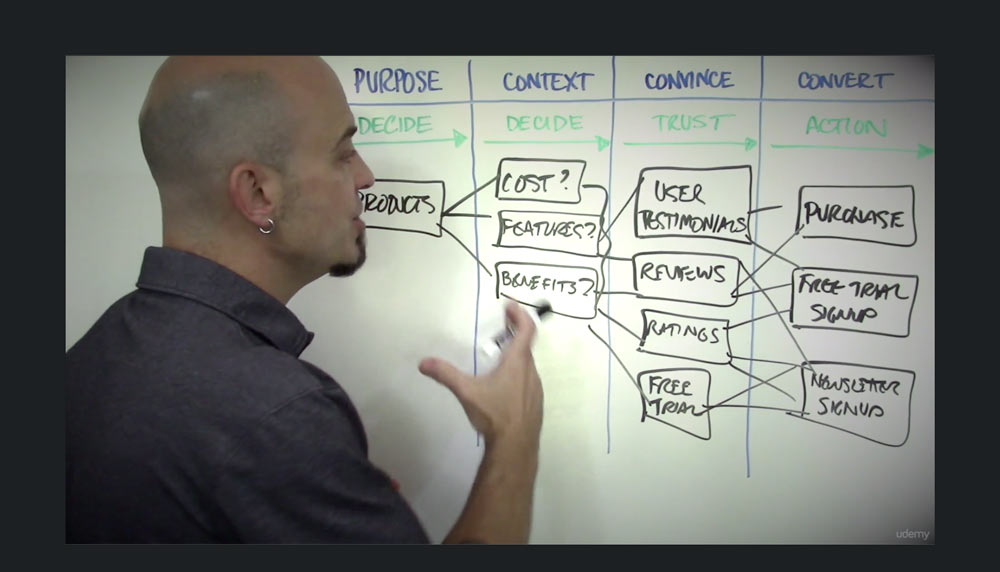 PURPOSE
CONTEXT
CONVINCE
CONVERT
DECIDE
DECIDE
TRUST
ACTION
PRODUCTS
COST?
FEATURES?
BENEFITS?
USER
TESTIMONIALS
REVIEWS
RATINGS
FREE
TRIAL
PURCHASE
FREE TRIAL
SIGNUP
NEWSLETTER
SIGNUP
udemy